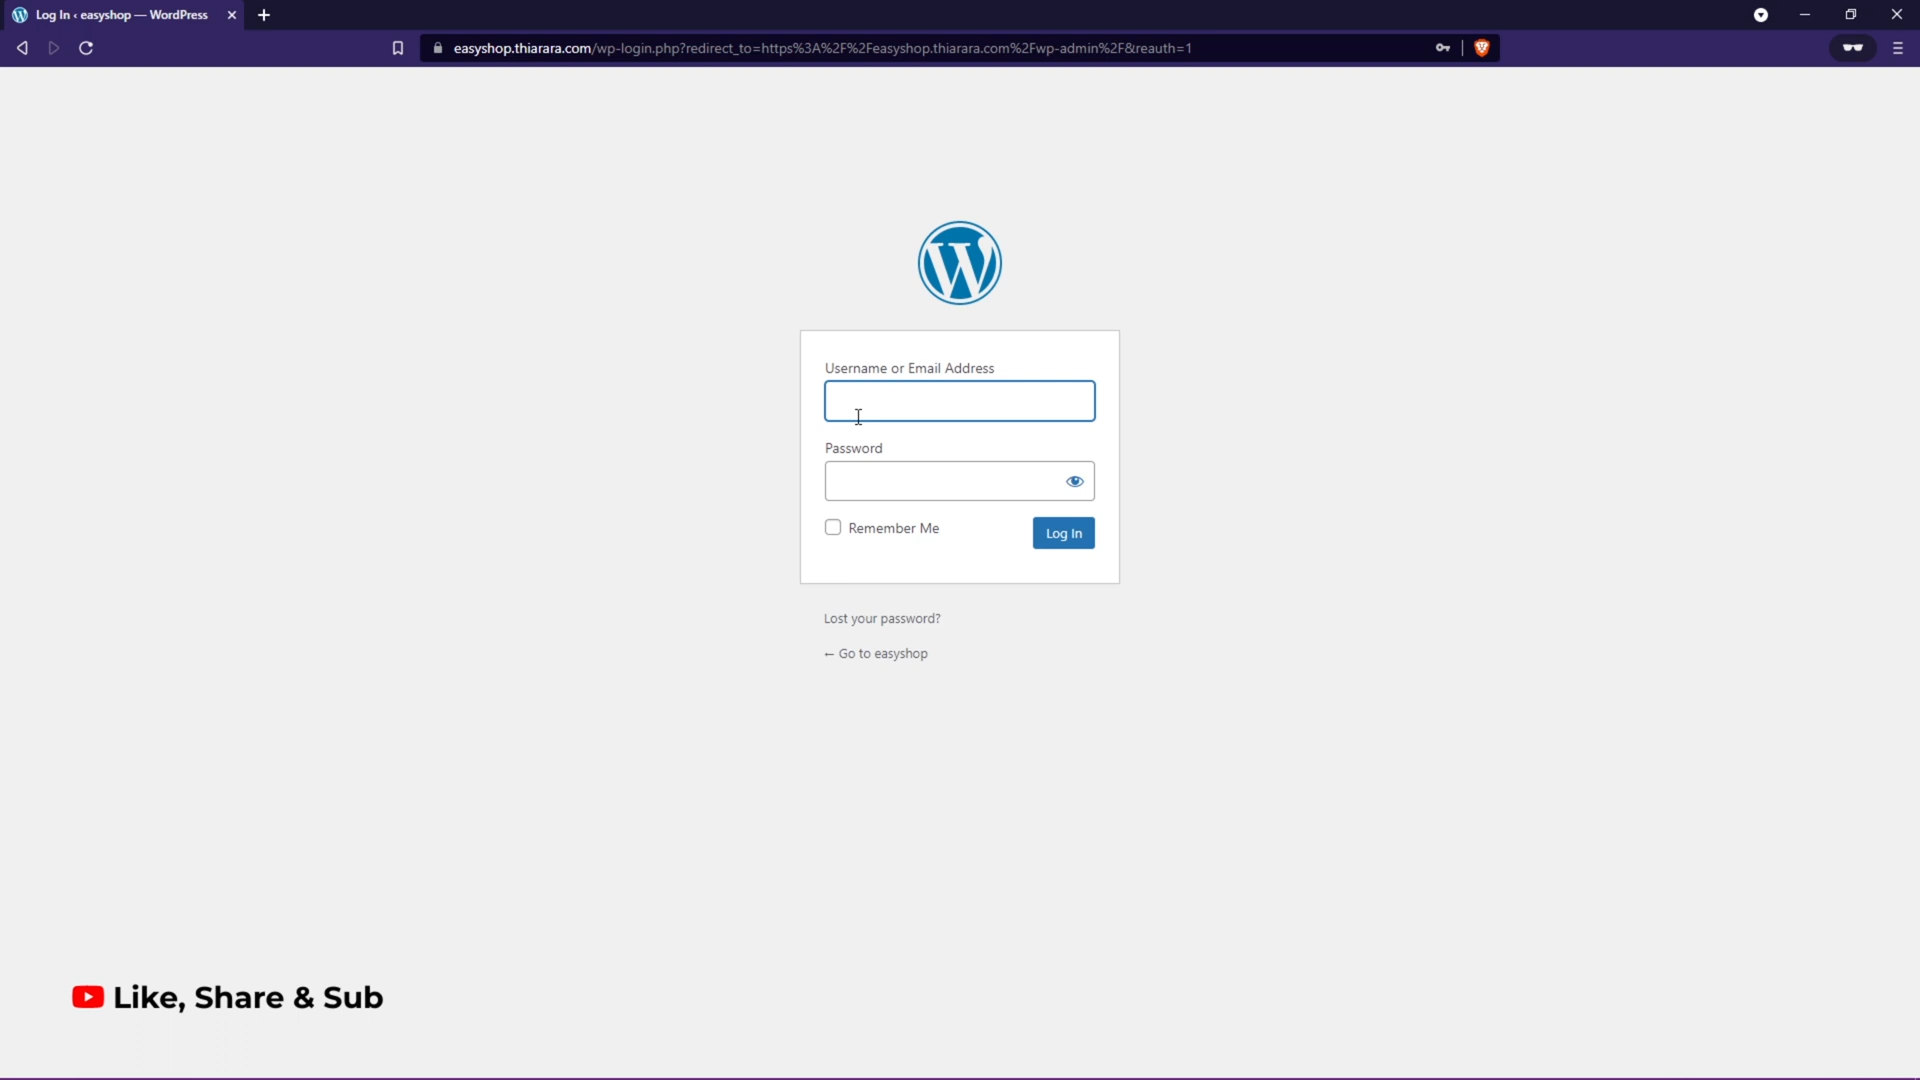 Log In ‹ easyshop — WordPress
easyshop.thiarara.com/wp-login.php?redirect_to=https%3A%2F%2Feasyshop.thiarara.com%2Fwp-admin%2F&reauth=1
Username or Email Address
Password
Remember Me
Log In
Lost your password?
← Go to easyshop
Like, Share & Sub